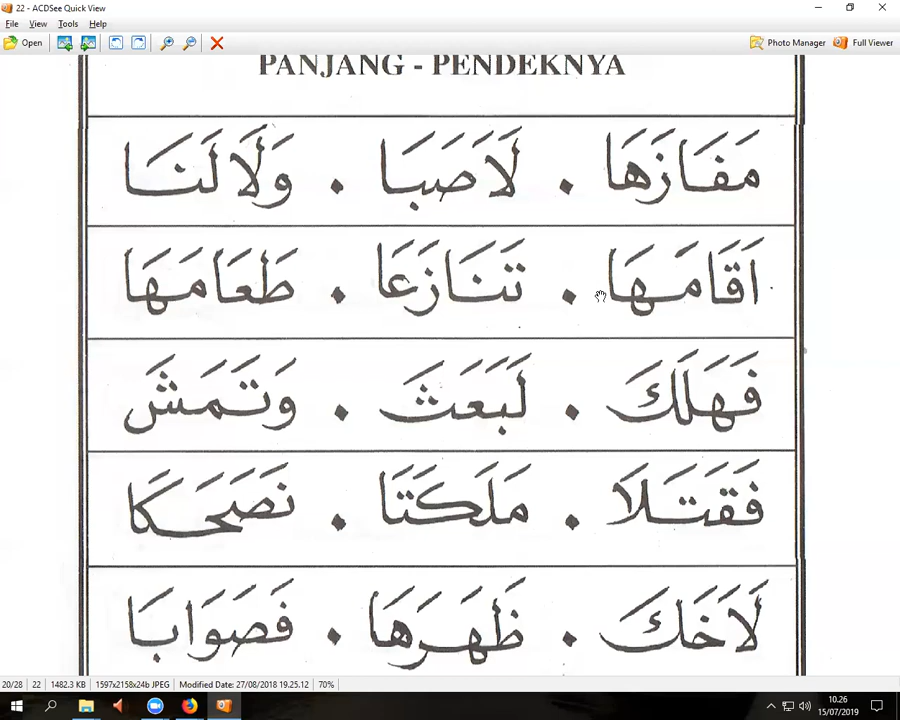 22 - ACDSee Quick View
File View Tools Help
Open Photo Manager Full Viewer
PANJANG - PENDEKNYA
مَفَازَهَا . لَاصَبَا . وَلَالَنَا
اَقَامَهَا . تَنَازَعَا . طَعَامَهَا
فَهَلَكَ . لَبَعَثَ . وَتَمَشَ
فَقَتَلَا . مَلَكَتَا . نَصَحَكَا
لَاخَكَ . ظَهَرَهَا . فَصَوَابَا
20/28 22 1482.3 KB 1597x2158x24b JPEG Modified Date: 27/08/2018 19.25.12 70%
10.26
15/07/2019